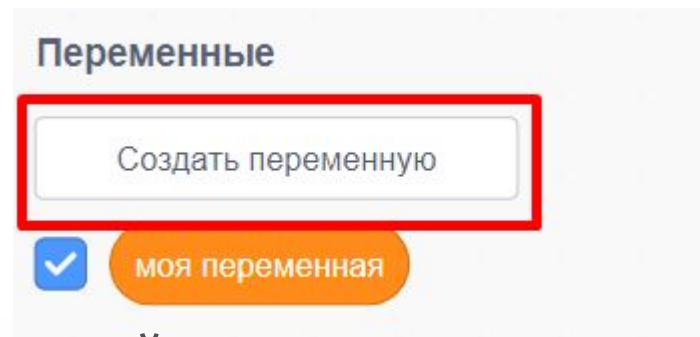 Переменные
Создать переменную
моя переменная